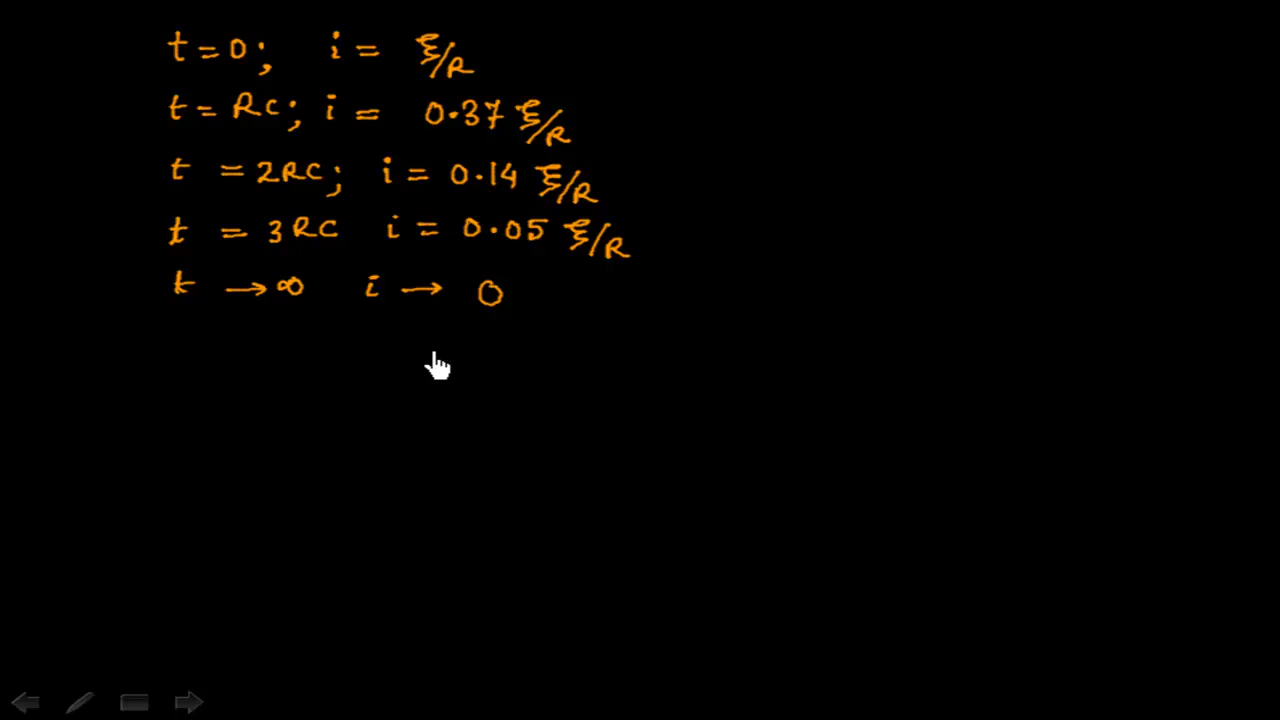 t = 0; i = ξ/R
t = RC; i = 0.37 ξ/R
t = 2RC; i = 0.14 ξ/R
t = 3RC i = 0.05 ξ/R
t → ∞ i → 0